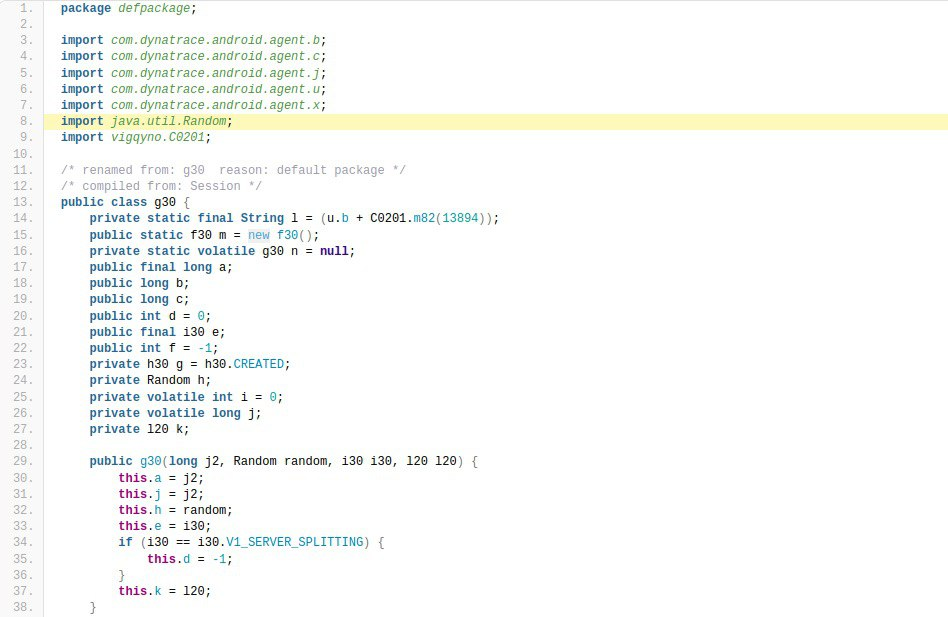 1. package defpackage;
2.
3. import com.dynatrace.android.agent.b;
4. import com.dynatrace.android.agent.c;
5. import com.dynatrace.android.agent.j;
6. import com.dynatrace.android.agent.u;
7. import com.dynatrace.android.agent.x;
8. import java.util.Random;
9. import vigqyno.C0201;
10.
11. /* renamed from: g30  reason: default package */
12. /* compiled from: Session */
13. public class g30 {
14.     private static final String l = (u.b + C0201.m82(13894));
15.     public static f30 m = new f30();
16.     private static volatile g30 n = null;
17.     public final long a;
18.     public long b;
19.     public long c;
20.     public int d = 0;
21.     public final i30 e;
22.     public int f = -1;
23.     private h30 g = h30.CREATED;
24.     private Random h;
25.     private volatile int i = 0;
26.     private volatile long j;
27.     private l20 k;
28.
29.     public g30(long j2, Random random, i30 i30, l20 l20) {
30.         this.a = j2;
31.         this.j = j2;
32.         this.h = random;
33.         this.e = i30;
34.         if (i30 == i30.V1_SERVER_SPLITTING) {
35.             this.d = -1;
36.         }
37.         this.k = l20;
38.     }